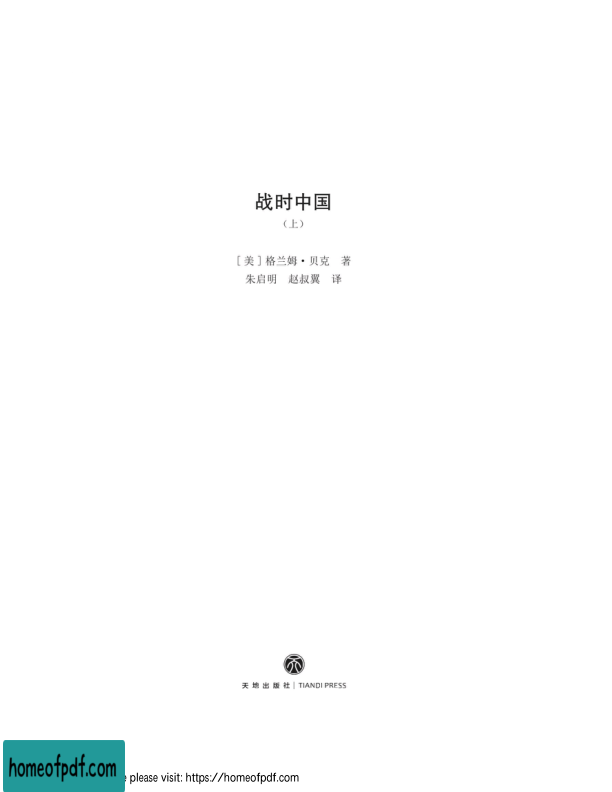 战时中国
（上）
［美］格兰姆·贝克　著
朱启明　赵叔翼　译
天地出版社 | TIANDI PRESS
homeofpdf.com
please visit: https://homeofpdf.com